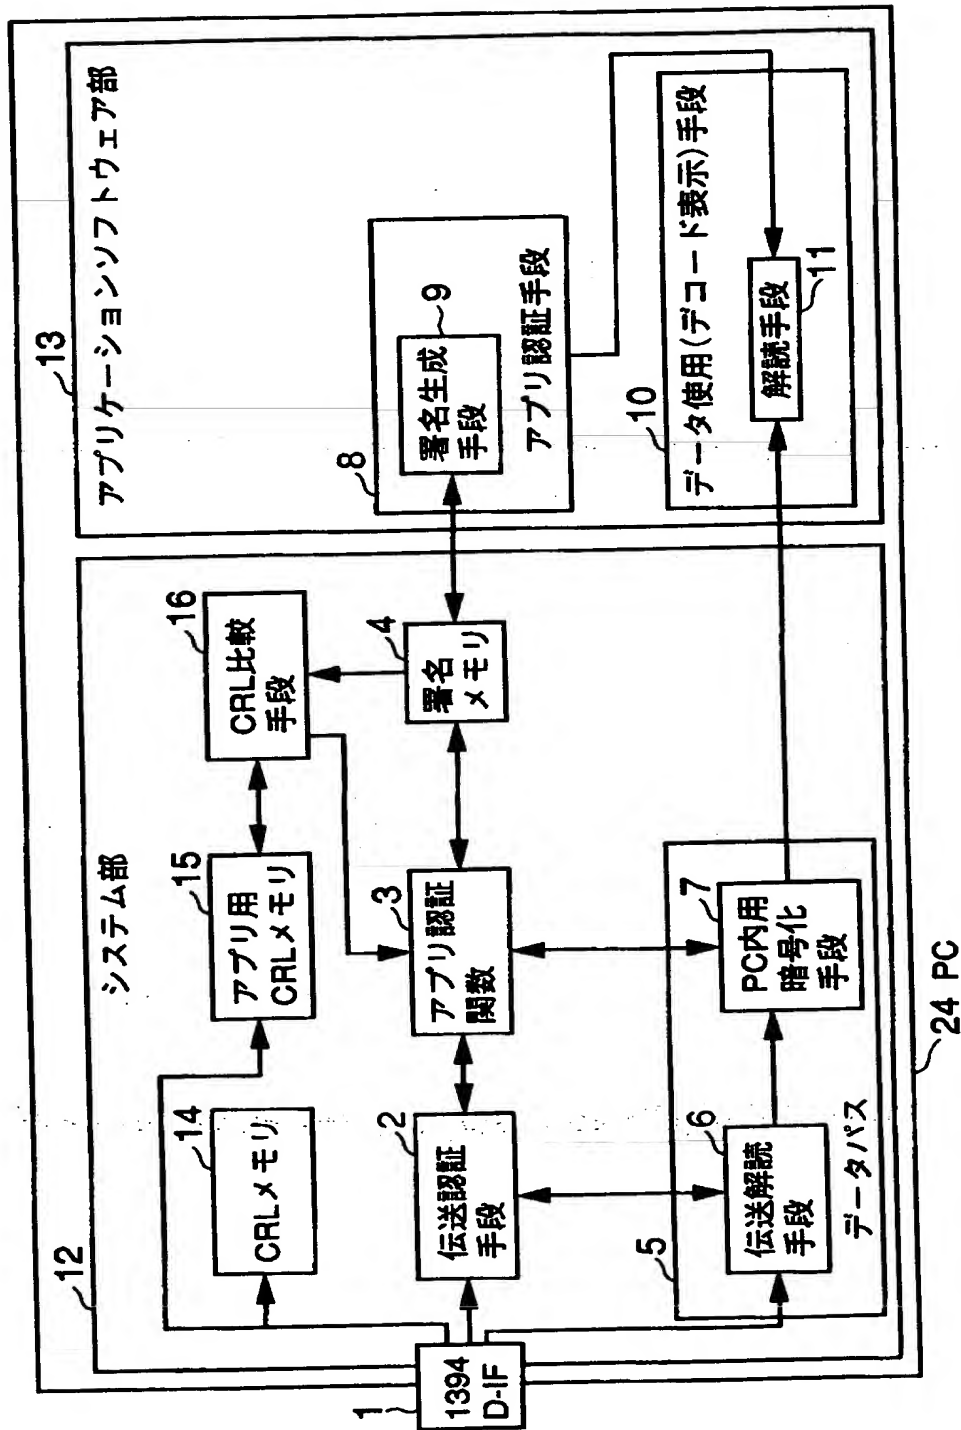 13
アプリケーションソフトウェア部
8
署名生成
手段
9
アプリ認証手段
10
データ使用(デコード表示)手段
解読手段
11
12
システム部
14
CRLメモリ
15
アプリ用
CRLメモリ
16
CRL比較
手段
1
1394
D-IF
2
伝送認証
手段
3
アプリ認証
関数
4
署名
メモリ
5
6
伝送解読
手段
7
PC内用
暗号化
手段
データパス
24 PC